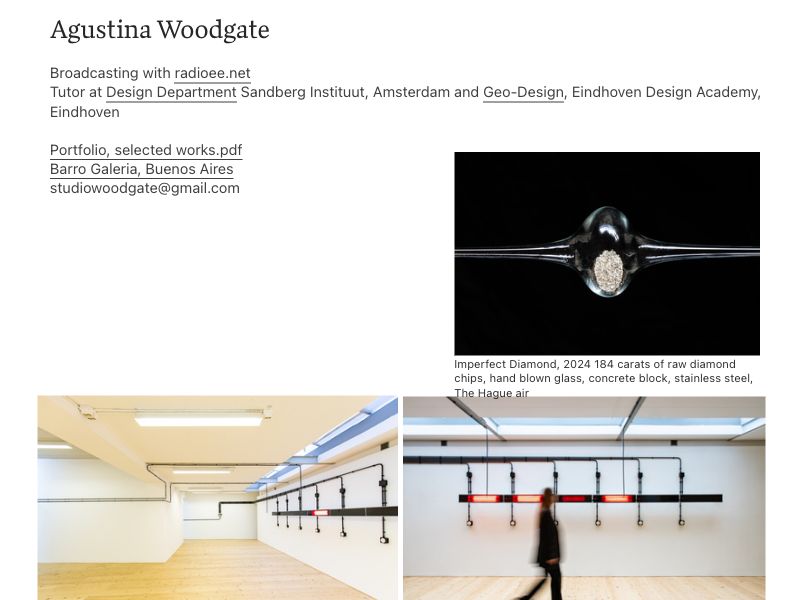 Agustina Woodgate
Broadcasting with radioee.net
Tutor at Design Department Sandberg Instituut, Amsterdam and Geo-Design, Eindhoven Design Academy,
Eindhoven
Portfolio, selected works.pdf
Barro Galeria, Buenos Aires
studiowoodgate@gmail.com
Imperfect Diamond, 2024 184 carats of raw diamond
chips, hand blown glass, concrete block, stainless steel,
The Hague air